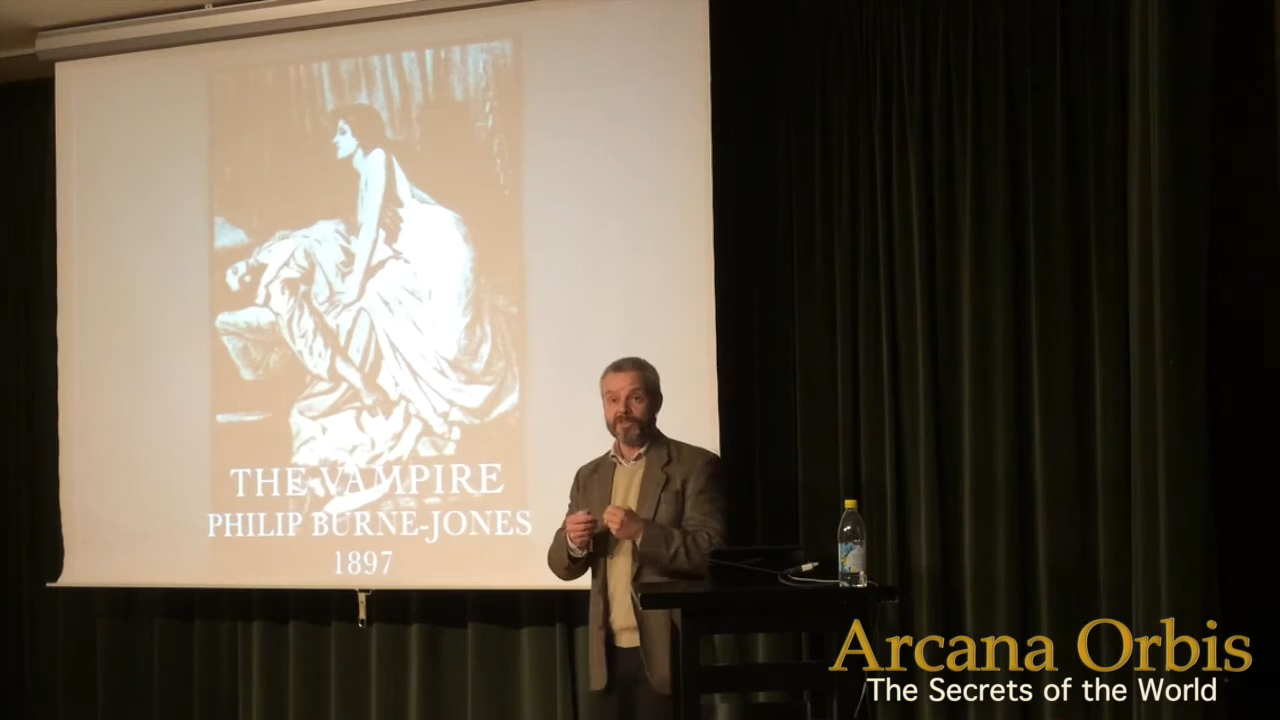 THE VAMPIRE
PHILIP BURNE-JONES
1897
Arcana Orbis
The Secrets of the World